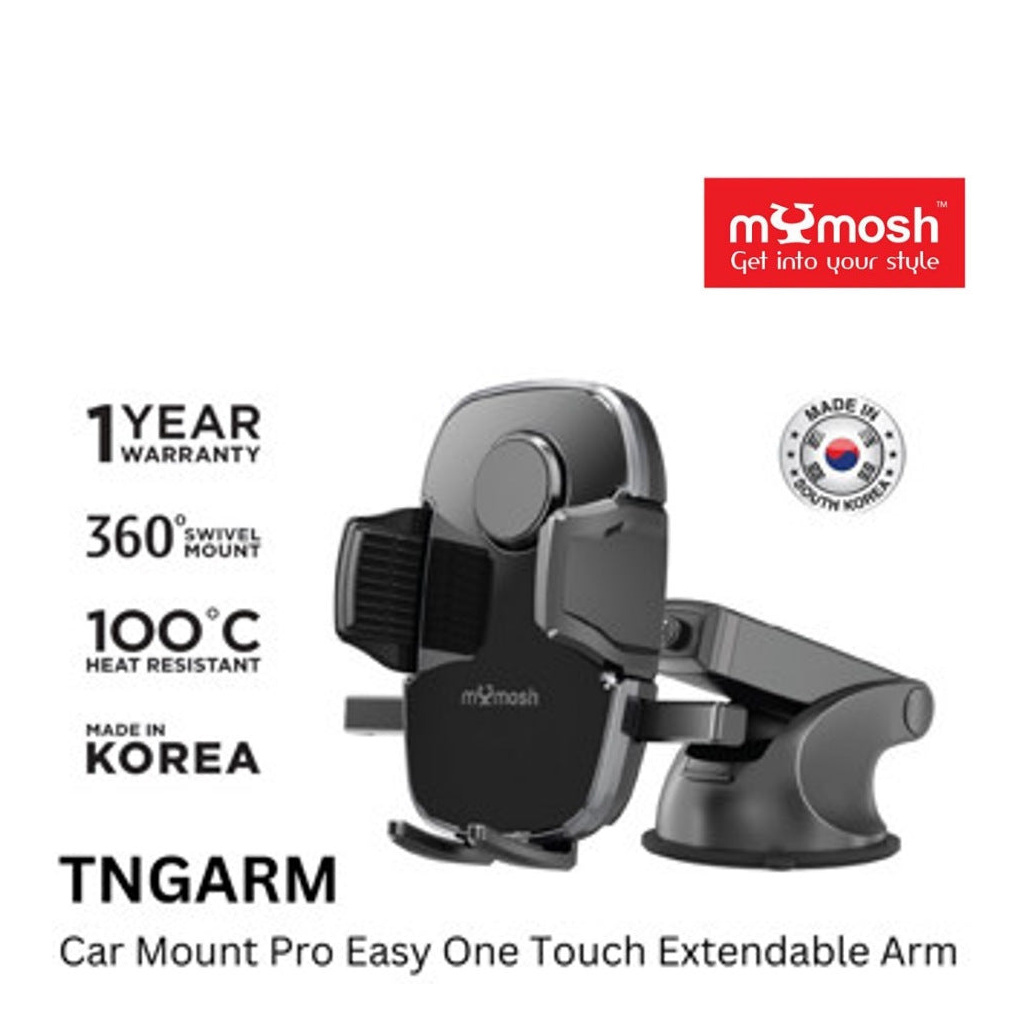 mymosh™
Get into your style
1 YEAR
WARRANTY
360° SWIVEL
MOUNT
100°C
HEAT RESISTANT
MADE IN
KOREA
MADE IN
SOUTH KOREA
mymosh
TNGARM
Car Mount Pro Easy One Touch Extendable Arm